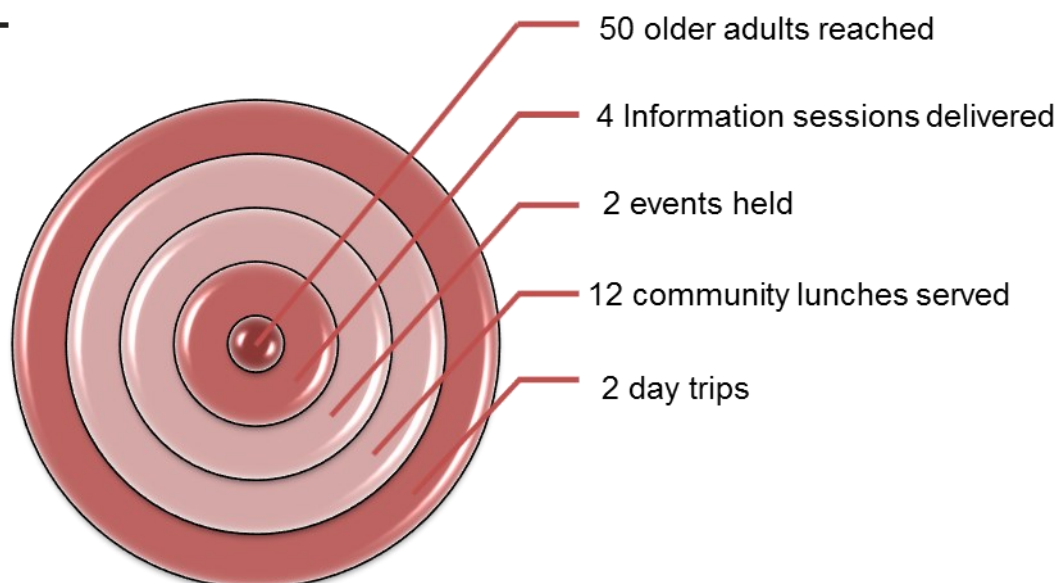 50 older adults reached
4 Information sessions delivered
2 events held
12 community lunches served
2 day trips